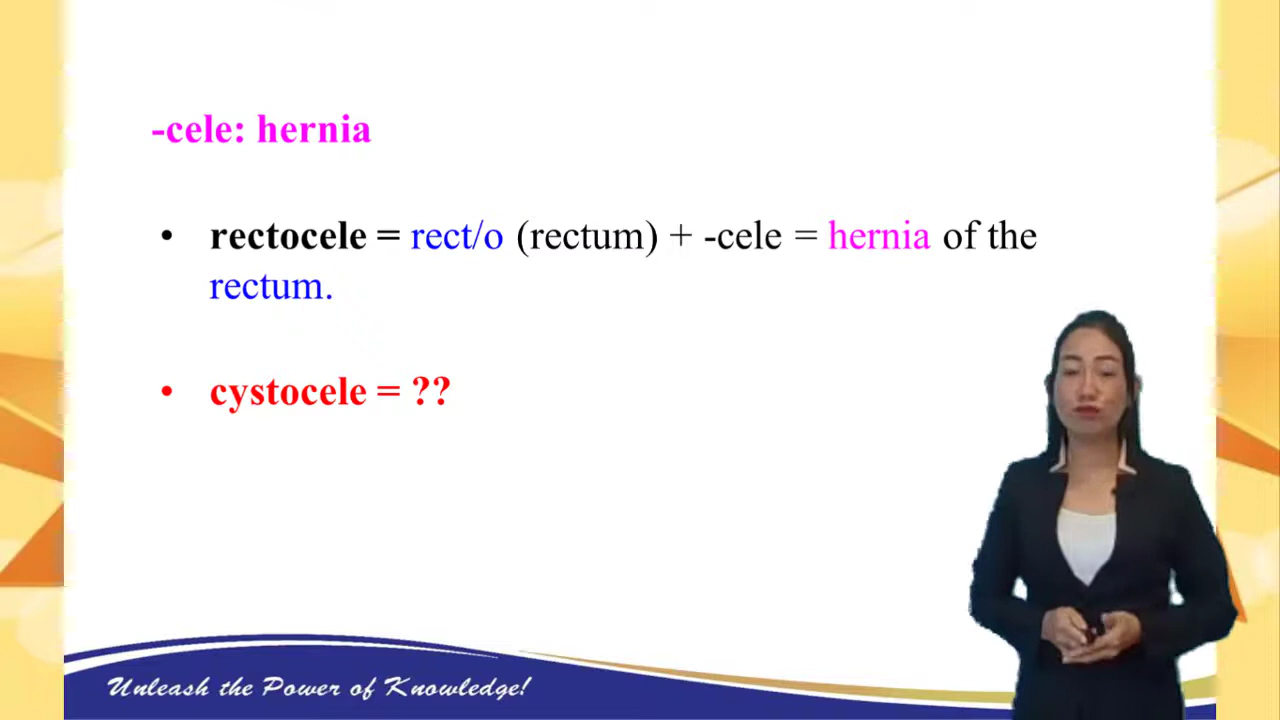 -cele: hernia
• rectocele = rect/o (rectum) + -cele = hernia of the
rectum.
• cystocele = ??
Unleash the Power of Knowledge!